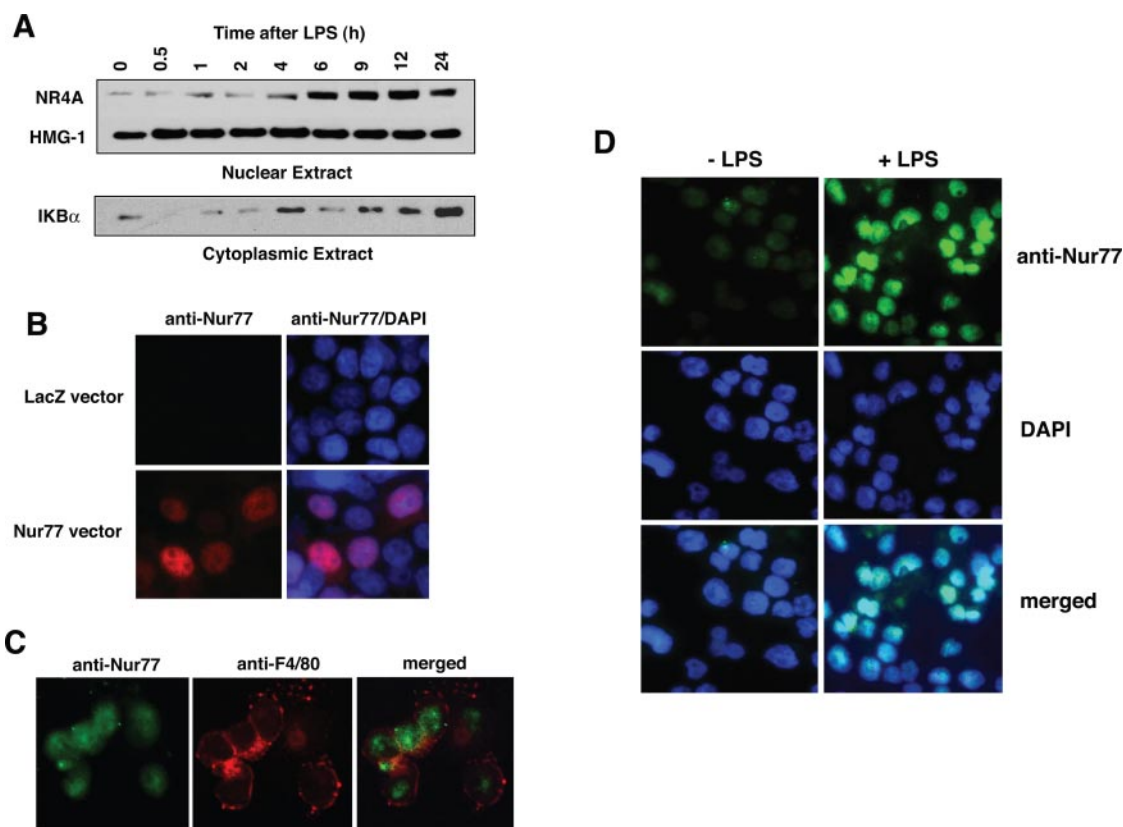 A
Time after LPS (h)
0 0.5 1 2 4 6 9 12 24
NR4A
HMG-1
Nuclear Extract
IKBα
Cytoplasmic Extract
B
anti-Nur77 anti-Nur77/DAPI
LacZ vector
Nur77 vector
C
anti-Nur77 anti-F4/80 merged
D
- LPS + LPS
anti-Nur77
DAPI
merged